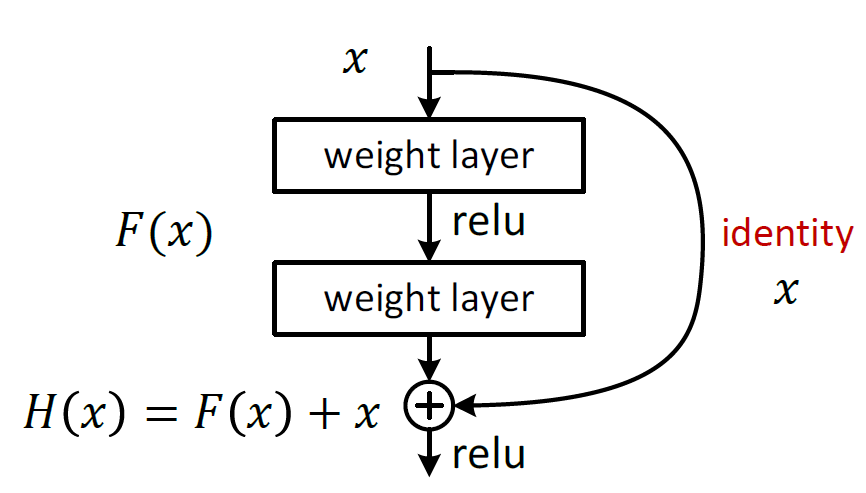 x
weight layer
relu
F(x)
identity
x
weight layer
H(x) = F(x) + x
+
relu